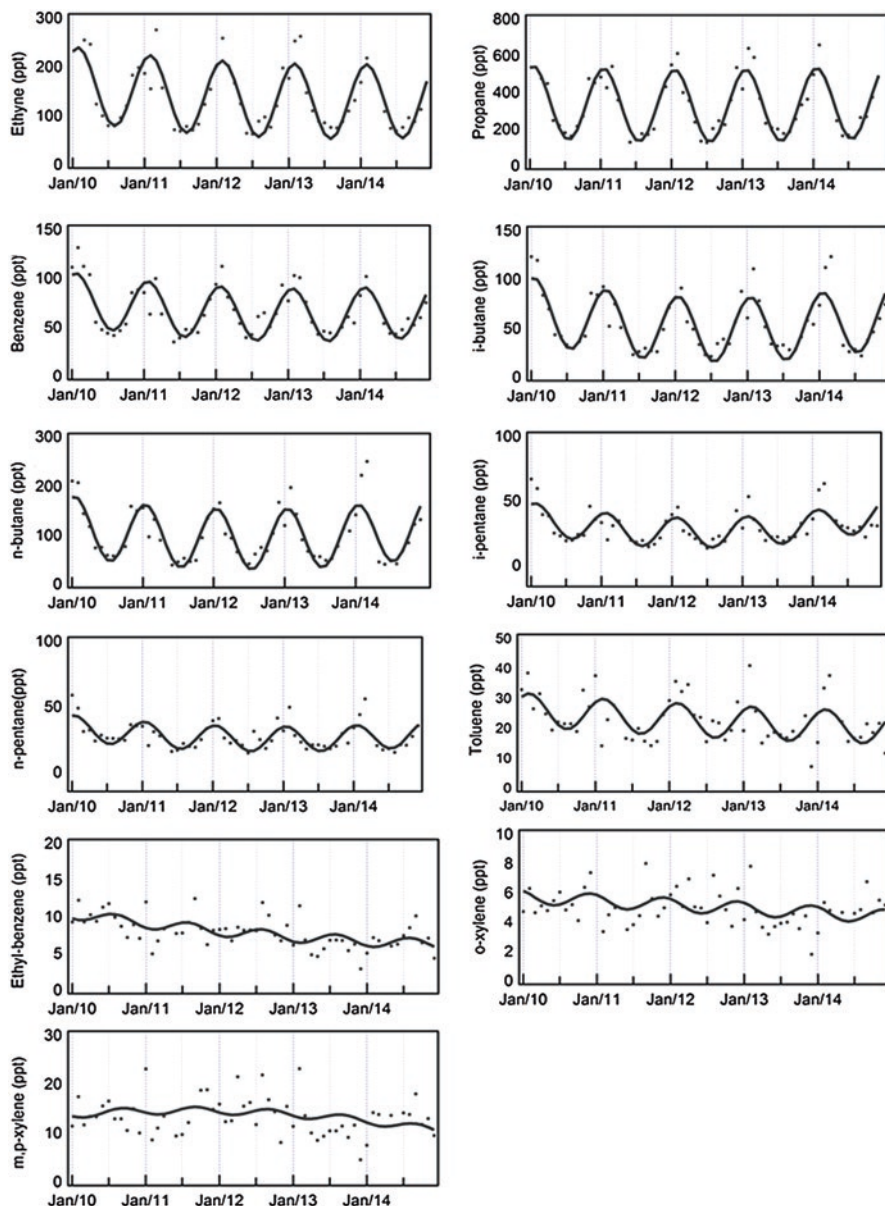 Ethyne (ppt)
300
200
100
0
Jan/10 Jan/11 Jan/12 Jan/13 Jan/14
Propane (ppt)
800
600
400
200
0
Jan/10 Jan/11 Jan/12 Jan/13 Jan/14
Benzene (ppt)
150
100
50
0
Jan/10 Jan/11 Jan/12 Jan/13 Jan/14
i-butane (ppt)
150
100
50
0
Jan/10 Jan/11 Jan/12 Jan/13 Jan/14
n-butane (ppt)
300
200
100
0
Jan/10 Jan/11 Jan/12 Jan/13 Jan/14
i-pentane (ppt)
100
50
0
Jan/10 Jan/11 Jan/12 Jan/13 Jan/14
n-pentane(ppt)
100
50
0
Jan/10 Jan/11 Jan/12 Jan/13 Jan/14
Toluene (ppt)
50
40
30
20
10
0
Jan/10 Jan/11 Jan/12 Jan/13 Jan/14
Ethyl-benzene (ppt)
20
15
10
5
0
Jan/10 Jan/11 Jan/12 Jan/13 Jan/14
o-xylene (ppt)
10
8
6
4
2
0
Jan/10 Jan/11 Jan/12 Jan/13 Jan/14
m,p-xylene (ppt)
30
20
10
0
Jan/10 Jan/11 Jan/12 Jan/13 Jan/14